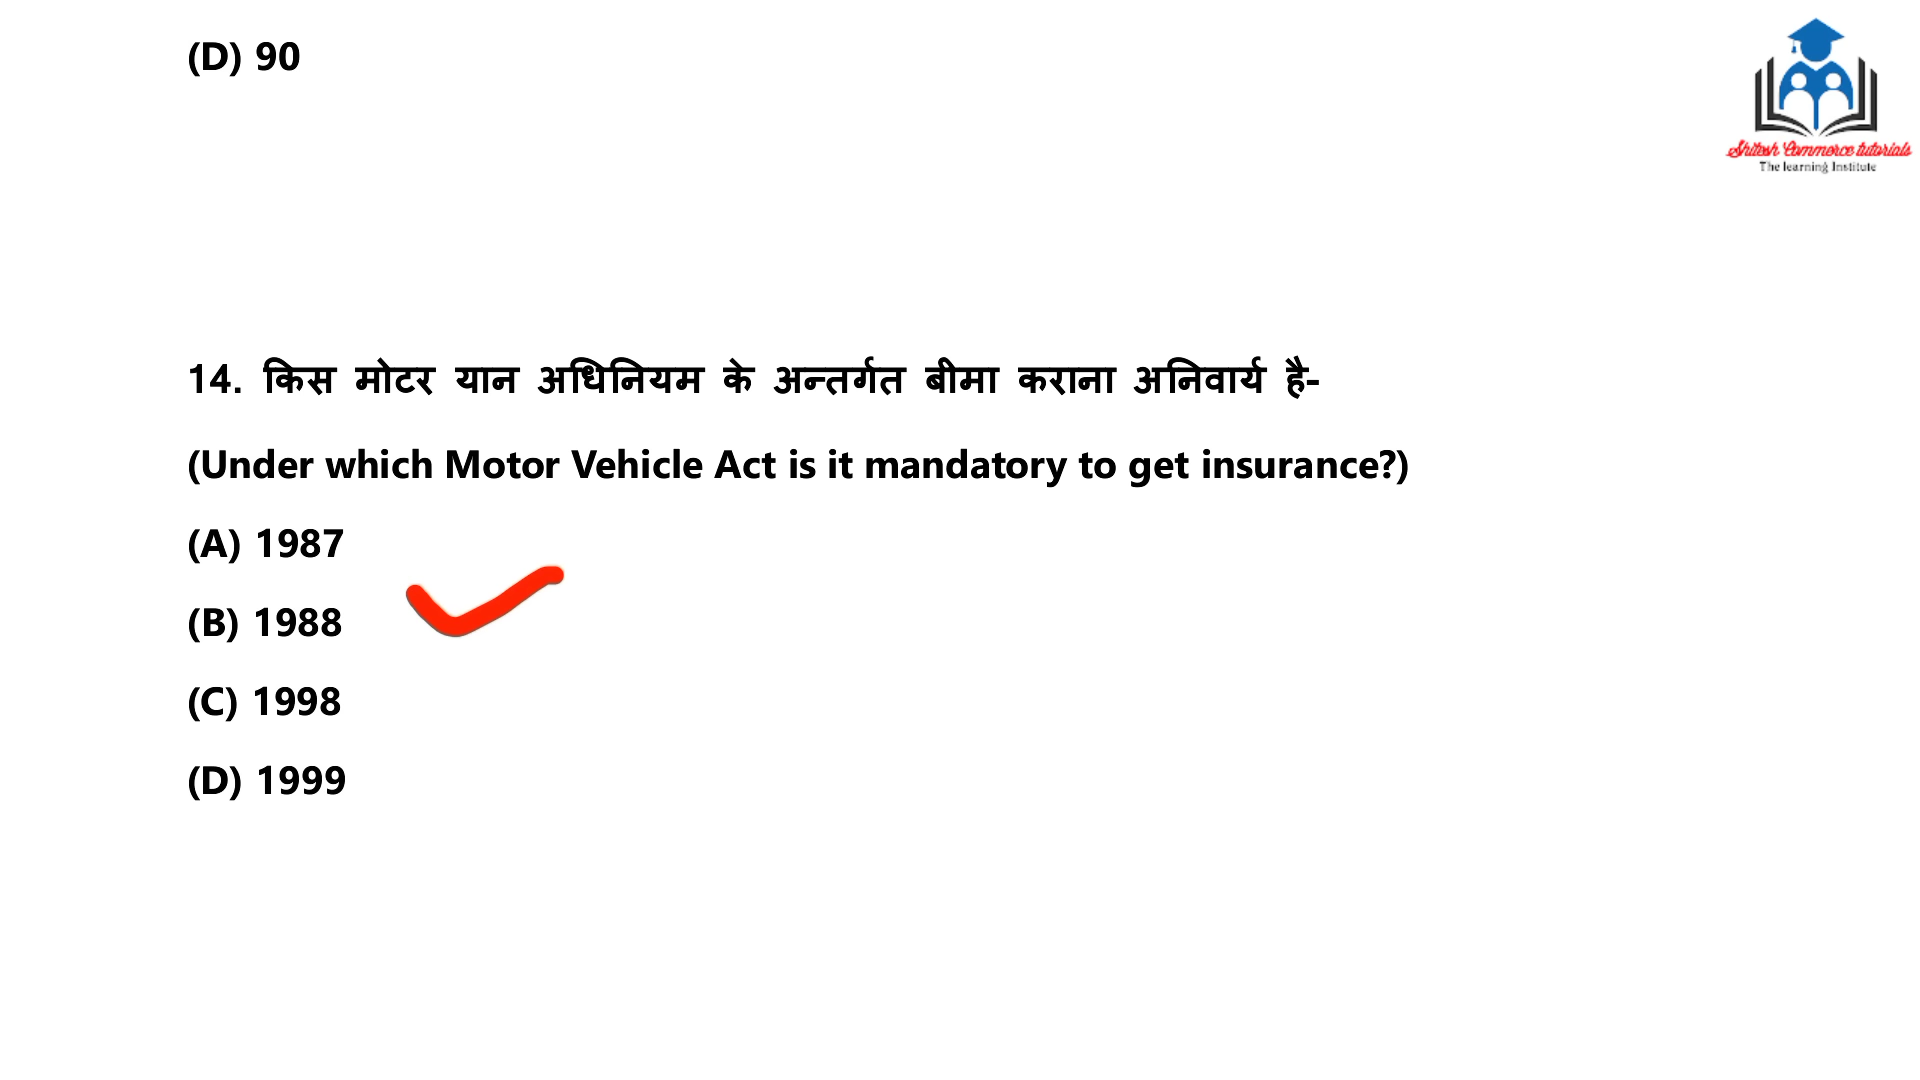 (D) 90
Shitesh Commerce tutorials
The learning Institute
14. किस मोटर यान अधिनियम के अन्तर्गत बीमा कराना अनिवार्य है-
(Under which Motor Vehicle Act is it mandatory to get insurance?)
(A) 1987
(B) 1988
(C) 1998
(D) 1999